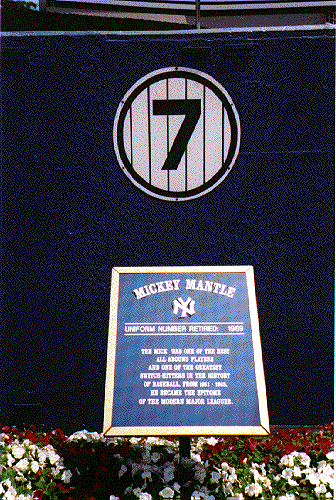 7
MICKEY MANTLE
NY
UNIFORM NUMBER RETIRED: 1969
THE MICK WAS ONE OF THE BEST
ALL AROUND PLAYERS
AND ONE OF THE GREATEST
SWITCH-HITTERS IN THE HISTORY
OF BASEBALL. FROM 1951 - 1968,
HE BECAME THE EPITOME
OF THE MODERN MAJOR LEAGUER.